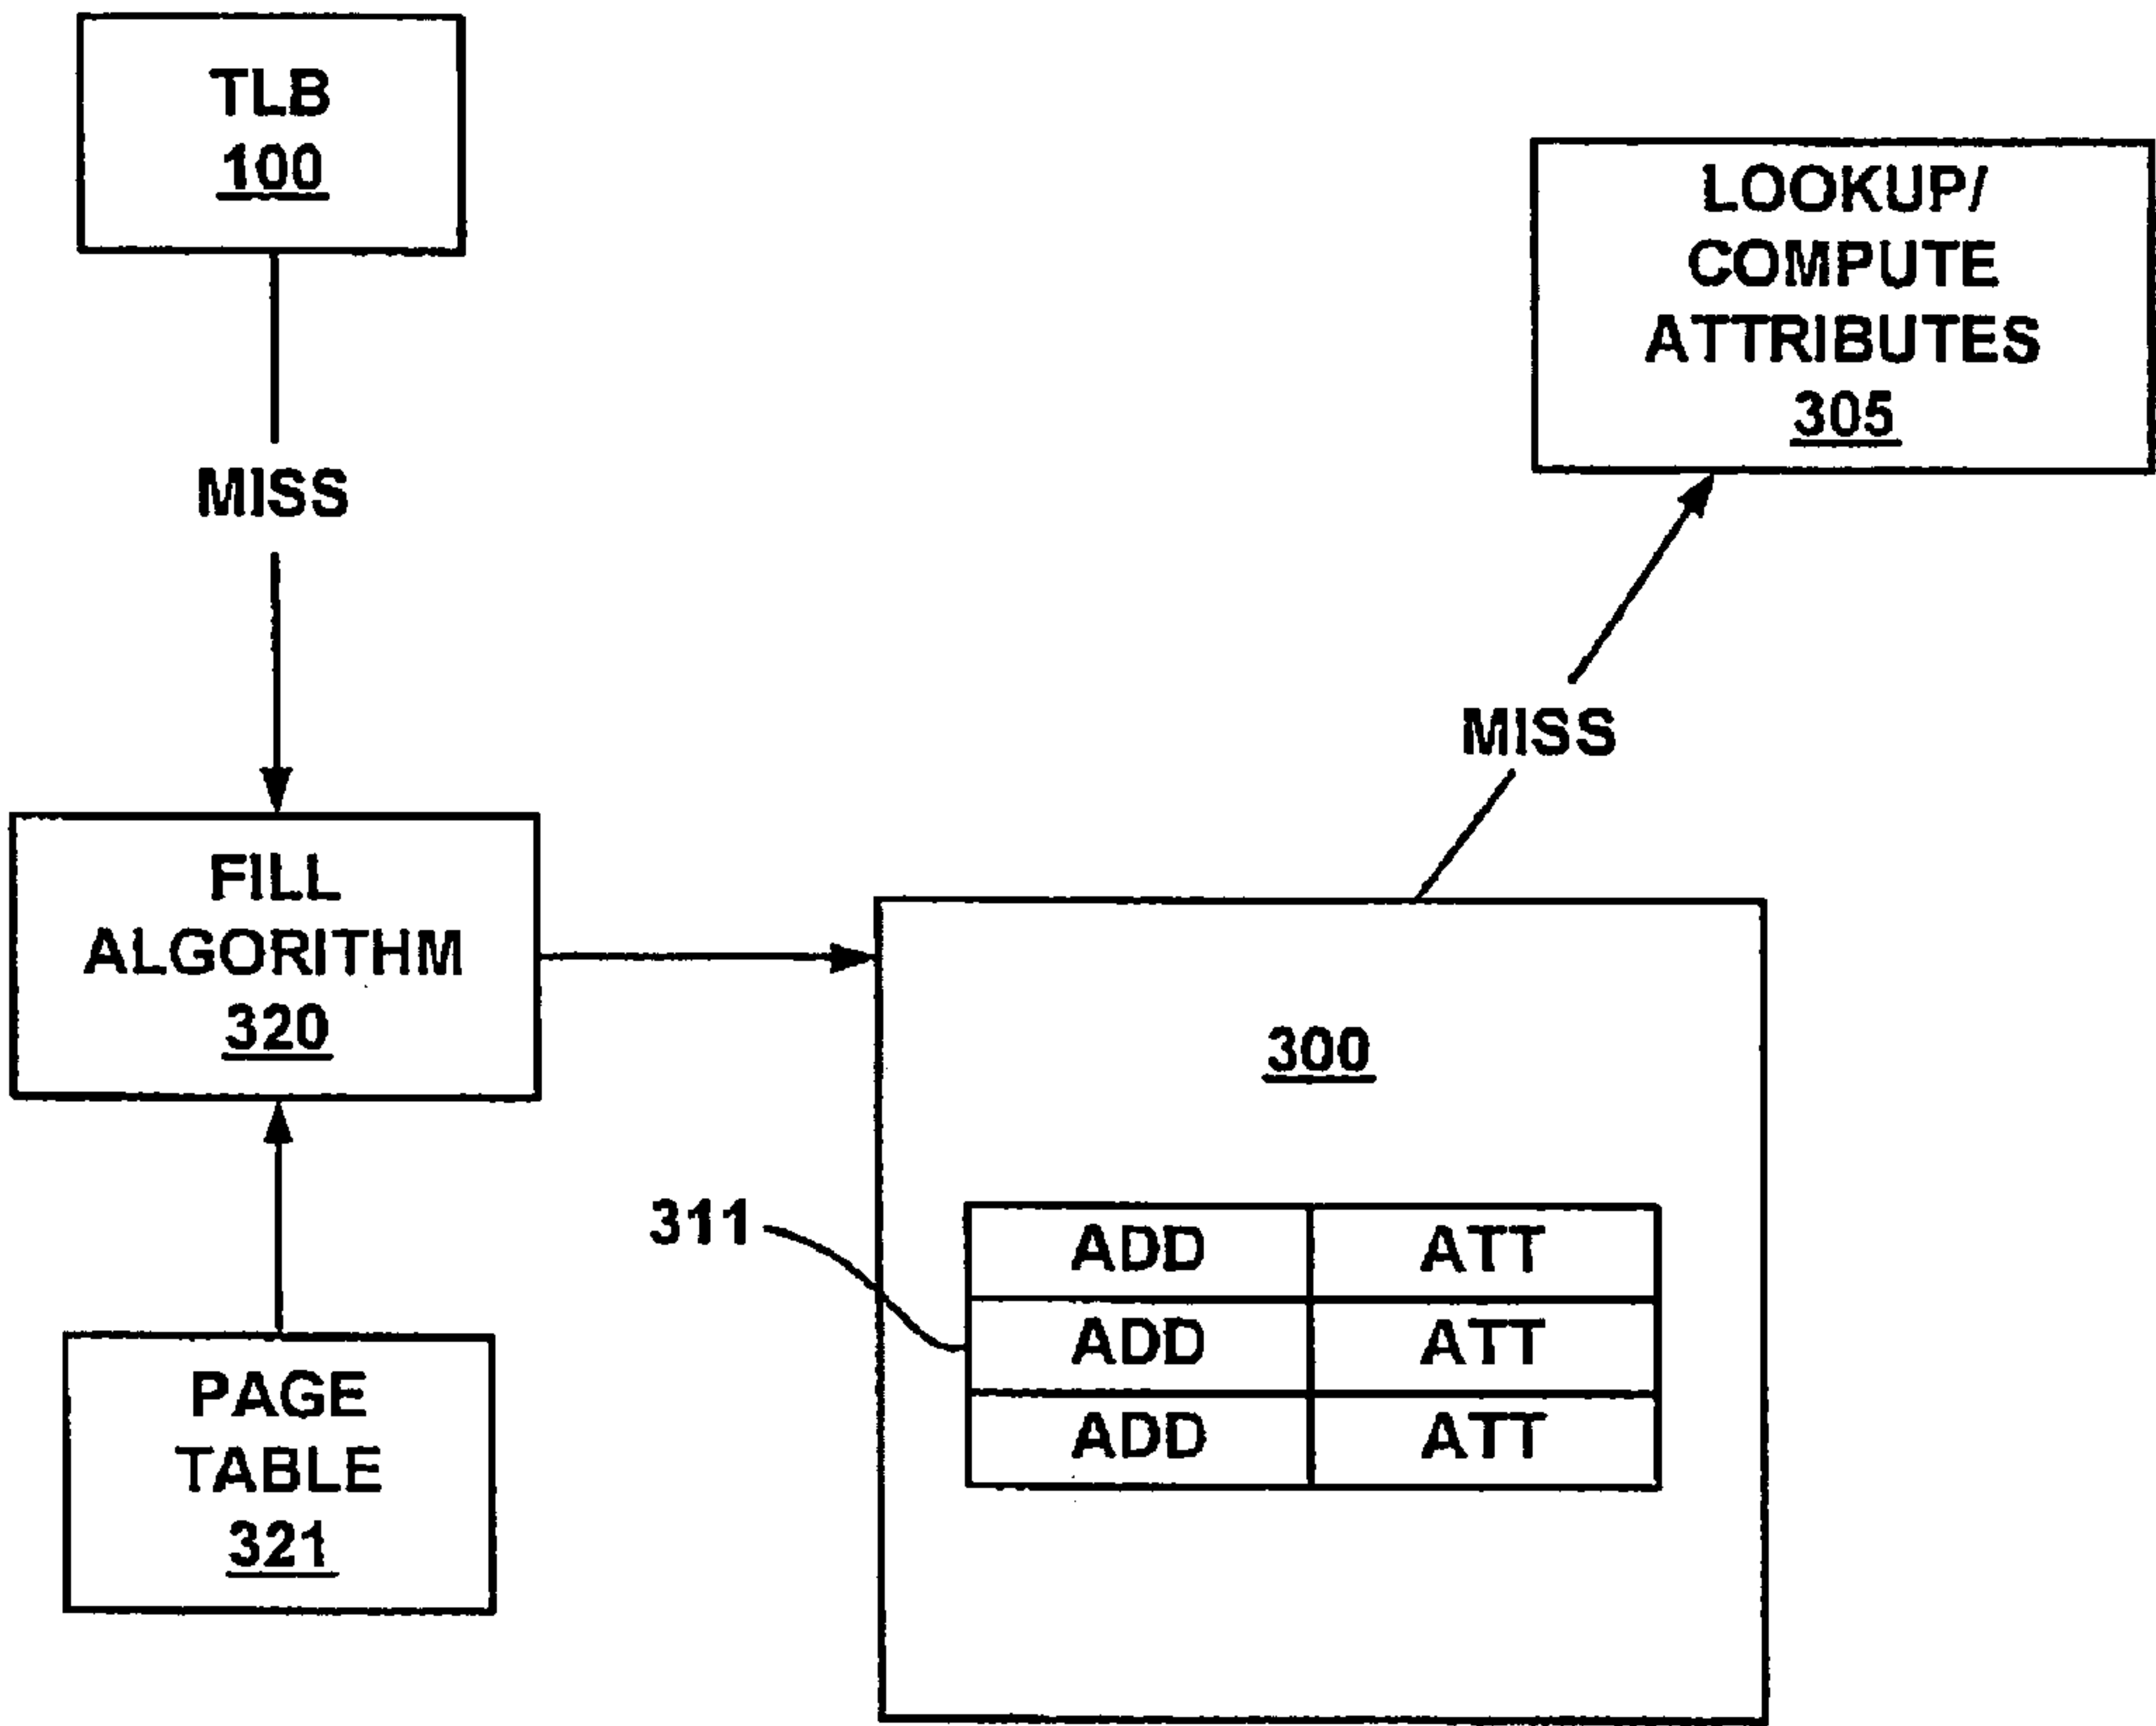 TLB
100
LOOKUP/
COMPUTE
ATTRIBUTES
305
MISS
MISS
FILL
ALGORITHM
320
300
311
ADD ATT
ADD ATT
ADD ATT
PAGE
TABLE
321